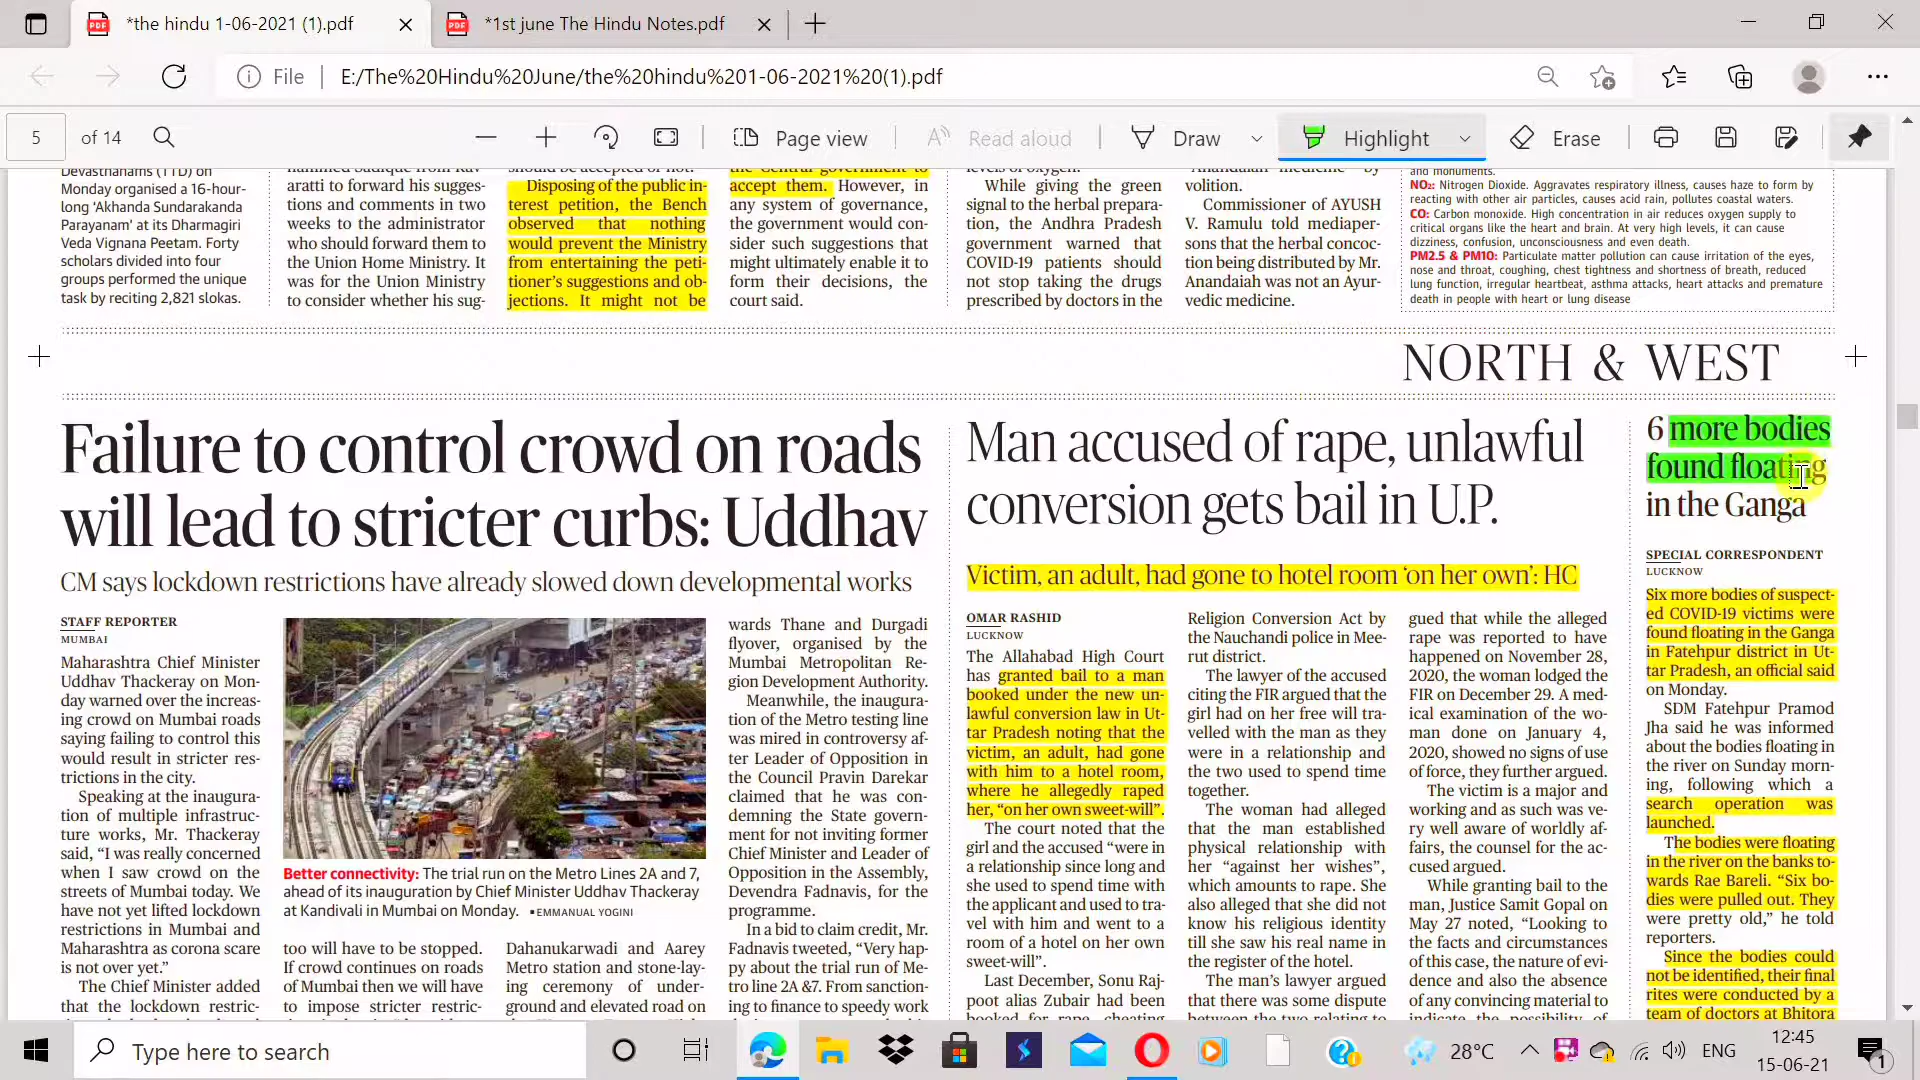 *the hindu 1-06-2021 (1).pdf
*1st june The Hindu Notes.pdf
File
E:/The%20Hindu%20June/the%20hindu%201-06-2021%20(1).pdf
5 of 14
Page view
Read aloud
Draw
Highlight
Erase
Devasthanams (TTD) on
Monday organised a 16-hour-
long 'Akhanda Sundarakanda
Parayanam' at its Dharmagiri
Veda Vignana Peetam. Forty
scholars divided into four
groups performed the unique
task by reciting 2,821 slokas.
aratti to forward his sugges-
tions and comments in two
weeks to the administrator
who should forward them to
the Union Home Ministry. It
was for the Union Ministry
to consider whether his sug-
should be accepted or not.
Disposing of the public in-
terest petition, the Bench
observed that nothing
would prevent the Ministry
from entertaining the peti-
tioner's suggestions and ob-
jections. It might not be
the Central government to
accept them. However, in
any system of governance,
the government would con-
sider such suggestions that
might ultimately enable it to
form their decisions, the
court said.
levels of oxygen.
While giving the green
signal to the herbal prepara-
tion, the Andhra Pradesh
government warned that
COVID-19 patients should
not stop taking the drugs
prescribed by doctors in the
Anandaiah medicine by
volition.
Commissioner of AYUSH
V. Ramulu told mediaper-
sons that the herbal concoc-
tion being distributed by Mr.
Anandaiah was not an Ayur-
vedic medicine.
and monuments.
NO₂: Nitrogen Dioxide. Aggravates respiratory illness, causes haze to form by
reacting with other air particles, causes acid rain, pollutes coastal waters.
CO: Carbon monoxide. High concentration in air reduces oxygen supply to
critical organs like the heart and brain. At very high levels, it can cause
dizziness, confusion, unconsciousness and even death.
PM2.5 & PM10: Particulate matter pollution can cause irritation of the eyes,
nose and throat, coughing, chest tightness and shortness of breath, reduced
lung function, irregular heartbeat, asthma attacks, heart attacks and premature
death in people with heart or lung disease
NORTH & WEST
Failure to control crowd on roads
will lead to stricter curbs: Uddhav
CM says lockdown restrictions have already slowed down developmental works
STAFF REPORTER
MUMBAI
Maharashtra Chief Minister
Uddhav Thackeray on Mon-
day warned over the increas-
ing crowd on Mumbai roads
saying failing to control this
would result in stricter res-
trictions in the city.
Speaking at the inaugura-
tion of multiple infrastruc-
ture works, Mr. Thackeray
said, “I was really concerned
when I saw crowd on the
streets of Mumbai today. We
have not yet lifted lockdown
restrictions in Mumbai and
Maharashtra as corona scare
is not over yet.”
The Chief Minister added
that the lockdown restric-
Better connectivity: The trial run on the Metro Lines 2A and 7,
ahead of its inauguration by Chief Minister Uddhav Thackeray
at Kandivali in Mumbai on Monday. ▪EMMANUAL YOGINI
too will have to be stopped.
If crowd continues on roads
of Mumbai then we will have
to impose stricter restric-
Dahanukarwadi and Aarey
Metro station and stone-lay-
ing ceremony of under-
ground and elevated road on
wards Thane and Durgadi
flyover, organised by the
Mumbai Metropolitan Re-
gion Development Authority.
Meanwhile, the inaugura-
tion of the Metro testing line
was mired in controversy af-
ter Leader of Opposition in
the Council Pravin Darekar
claimed that he was con-
demning the State govern-
ment for not inviting former
Chief Minister and Leader of
Opposition in the Assembly,
Devendra Fadnavis, for the
programme.
In a bid to claim credit, Mr.
Fadnavis tweeted, “Very hap-
py about the trial run of Me-
tro line 2A &7. From sanction-
ing to finance to speedy work
Man accused of rape, unlawful
conversion gets bail in U.P.
Victim, an adult, had gone to hotel room ‘on her own’: HC
OMAR RASHID
LUCKNOW
The Allahabad High Court
has granted bail to a man
booked under the new un-
lawful conversion law in Ut-
tar Pradesh noting that the
victim, an adult, had gone
with him to a hotel room,
where he allegedly raped
her, “on her own sweet-will”.
The court noted that the
girl and the accused “were in
a relationship since long and
she used to spend time with
the applicant and used to tra-
vel with him and went to a
room of a hotel on her own
sweet-will”.
Last December, Sonu Raj-
poot alias Zubair had been
booked for rape, cheating
Religion Conversion Act by
the Nauchandi police in Mee-
rut district.
The lawyer of the accused
citing the FIR argued that the
girl had on her free will tra-
velled with the man as they
were in a relationship and
the two used to spend time
together.
The woman had alleged
that the man established
physical relationship with
her “against her wishes”,
which amounts to rape. She
also alleged that she did not
know his religious identity
till she saw his real name in
the register of the hotel.
The man’s lawyer argued
that there was some dispute
between the two relating to
gued that while the alleged
rape was reported to have
happened on November 28,
2020, the woman lodged the
FIR on December 29. A med-
ical examination of the wo-
man done on January 4,
2020, showed no signs of use
of force, they further argued.
The victim is a major and
working and as such was ve-
ry well aware of worldly af-
fairs, the counsel for the ac-
cused argued.
While granting bail to the
man, Justice Samit Gopal on
May 27 noted, “Looking to
the facts and circumstances
of this case, the nature of evi-
dence and also the absence
of any convincing material to
indicate the possibility of
6 more bodies
found floating
in the Ganga
SPECIAL CORRESPONDENT
LUCKNOW
Six more bodies of suspect-
ed COVID-19 victims were
found floating in the Ganga
in Fatehpur district in Ut-
tar Pradesh, an official said
on Monday.
SDM Fatehpur Pramod
Jha said he was informed
about the bodies floating in
the river on Sunday morn-
ing, following which a
search operation was
launched.
The bodies were floating
in the river on the banks to-
wards Rae Bareli. “Six bo-
dies were pulled out. They
were pretty old,” he told
reporters.
Since the bodies could
not be identified, their final
rites were conducted by a
team of doctors at Bhitora
Type here to search
28°C
ENG
12:45
15-06-21
1